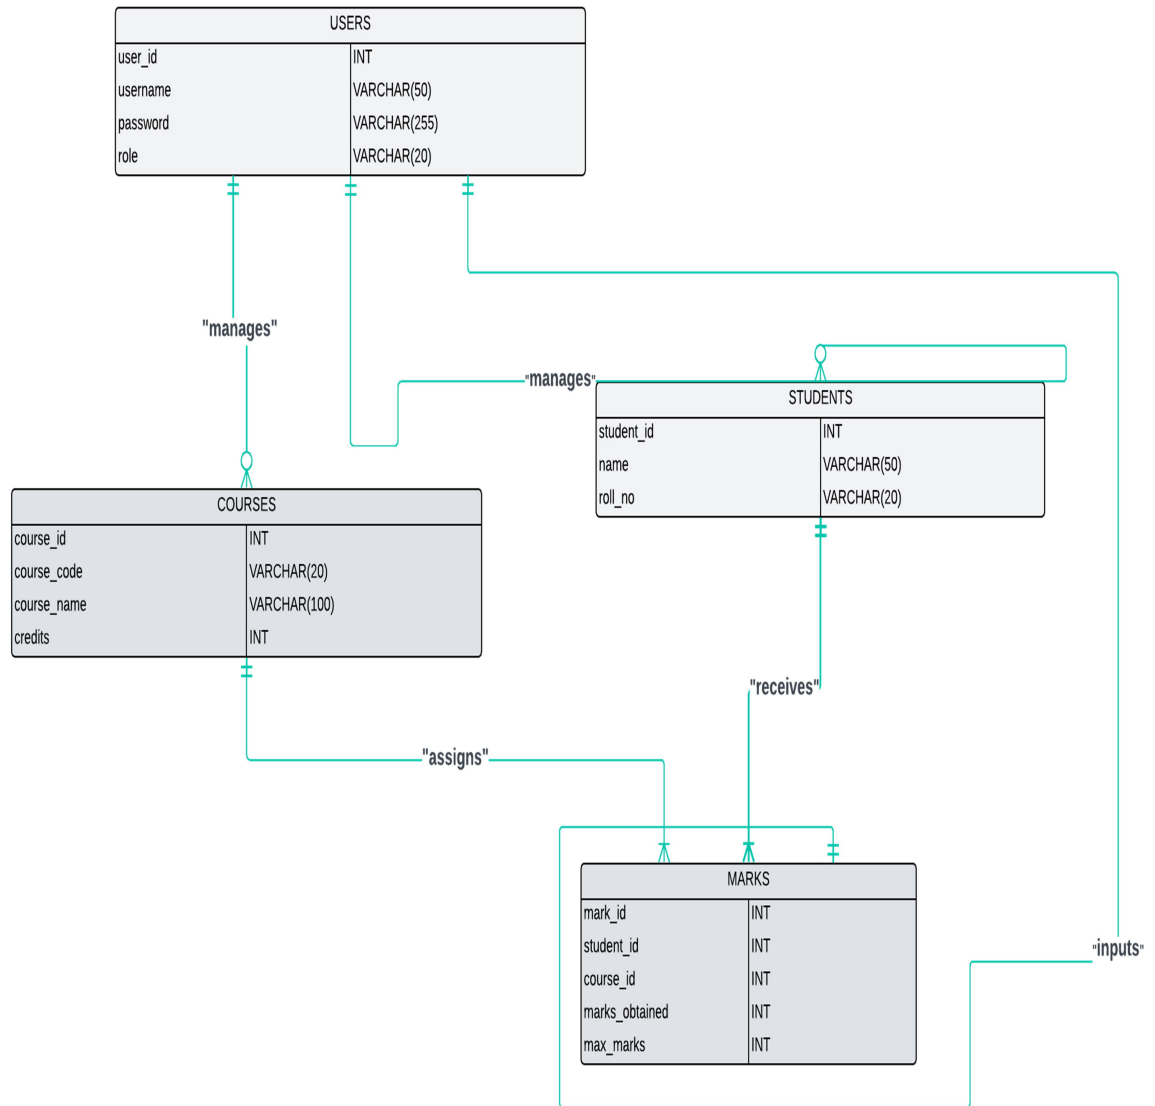 USERS
user_id INT
username VARCHAR(50)
password VARCHAR(255)
role VARCHAR(20)
"manages"
"manages"
STUDENTS
student_id INT
name VARCHAR(50)
roll_no VARCHAR(20)
COURSES
course_id INT
course_code VARCHAR(20)
course_name VARCHAR(100)
credits INT
"receives"
"assigns"
MARKS
mark_id INT
student_id INT
course_id INT
marks_obtained INT
max_marks INT
"inputs"